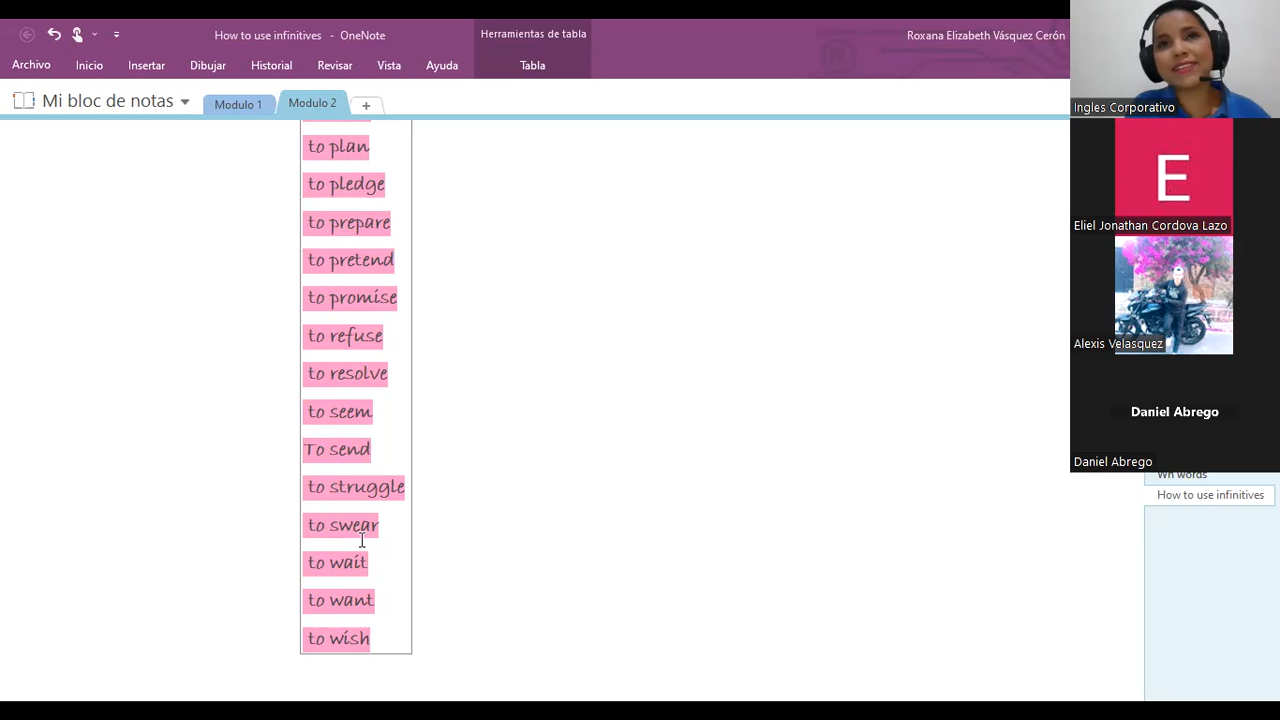 How to use infinitives - OneNote
Herramientas de tabla
Roxana Elizabeth Vásquez Cerón
Archivo Inicio Insertar Dibujar Historial Revisar Vista Ayuda Tabla
Mi bloc de notas Modulo 1 Modulo 2 +
to plan
to pledge
to prepare
to pretend
to promise
to refuse
to resolve
to seem
To send
to struggle
to swear
to wait
to want
to wish
Ingles Corporativo
E
Eliel Jonathan Cordova Lazo
Alexis Velasquez
Daniel Abrego
Daniel Abrego
Wh words
How to use infinitives